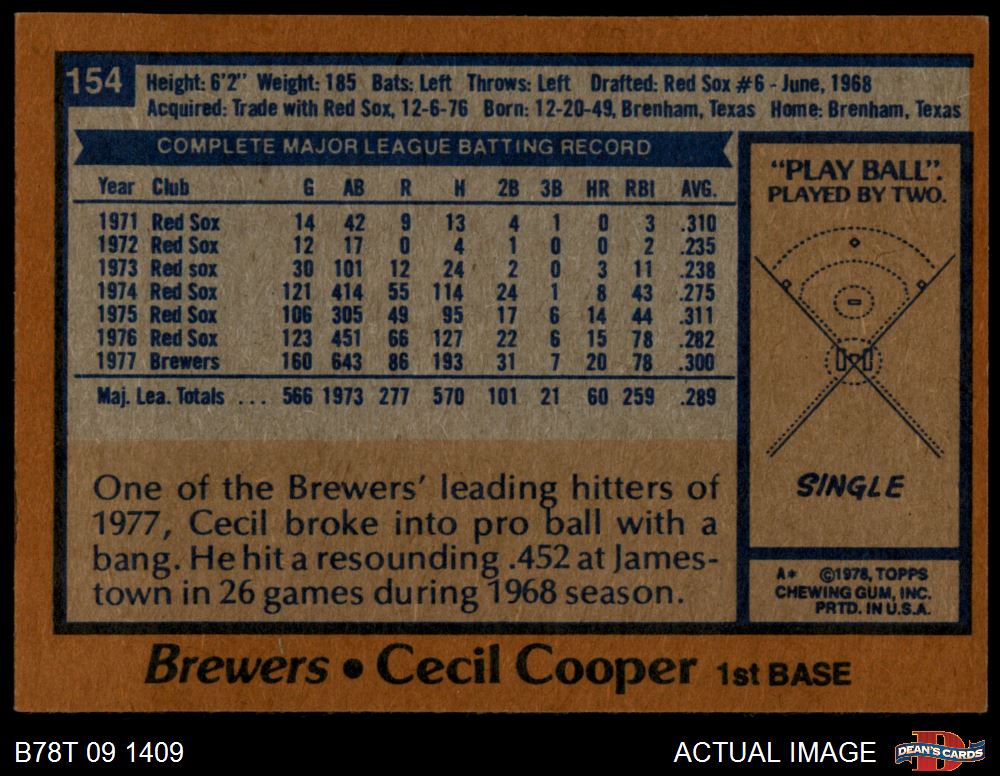 154
Height: 6'2" Weight: 185 Bats: Left Throws: Left Drafted: Red Sox #6 - June, 1968
Acquired: Trade with Red Sox, 12-6-76 Born: 12-20-49, Brenham, Texas Home: Brenham, Texas
COMPLETE MAJOR LEAGUE BATTING RECORD
Year Club G AB R H 2B 3B HR RBI AVG.
1971 Red Sox 14 42 9 13 4 1 0 3 .310
1972 Red Sox 12 17 0 4 1 0 0 2 .235
1973 Red sox 30 101 12 24 2 0 3 11 .238
1974 Red Sox 121 414 55 114 24 1 8 43 .275
1975 Red Sox 106 305 49 95 17 6 14 44 .311
1976 Red Sox 123 451 66 127 22 6 15 78 .282
1977 Brewers 160 643 86 193 31 7 20 78 .300
Maj. Lea. Totals ... 566 1973 277 570 101 21 60 259 .289
One of the Brewers' leading hitters of
1977, Cecil broke into pro ball with a
bang. He hit a resounding .452 at James-
town in 26 games during 1968 season.
"PLAY BALL".
PLAYED BY TWO.
SINGLE
A* ©1978, TOPPS
CHEWING GUM, INC.
PRTD. IN U.S.A.
Brewers • Cecil Cooper 1st BASE
B78T 09 1409
ACTUAL IMAGE
DEAN'S CARDS